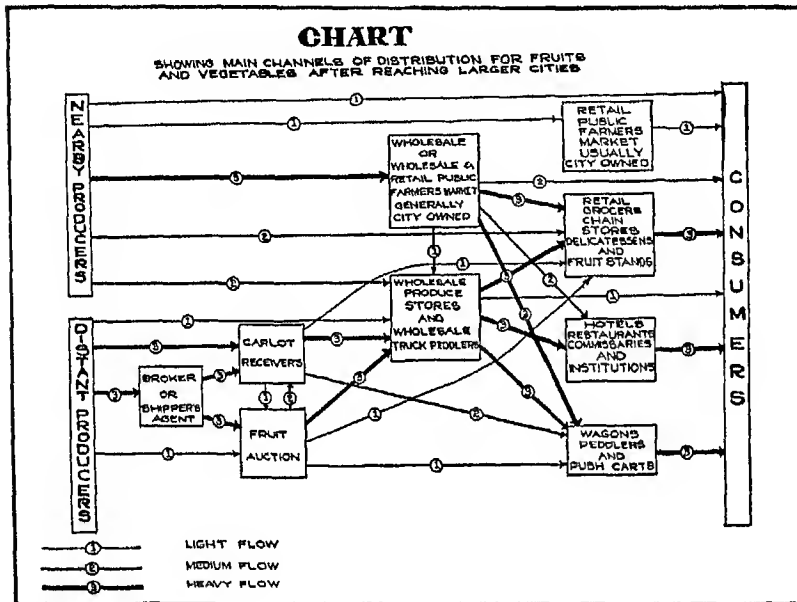 CHART
SHOWING MAIN CHANNELS OF DISTRIBUTION FOR FRUITS
AND VEGETABLES AFTER REACHING LARGER CITIES
NEARBY PRODUCERS
DISTANT PRODUCERS
BROKER
OR
SHIPPER'S
AGENT
CARLOT
RECEIVERS
FRUIT
AUCTION
WHOLESALE
OR
WHOLESALE &
RETAIL PUBLIC
FARMERS MARKET
GENERALLY
CITY OWNED
WHOLESALE
PRODUCE
STORES
AND
WHOLESALE
TRUCK PEDDLERS
RETAIL
PUBLIC
FARMERS
MARKET
USUALLY
CITY OWNED
RETAIL
GROCERS
CHAIN
STORES
DELICATESSENS
AND
FRUIT STANDS
HOTELS
RESTAURANTS
COMMISSARIES
AND
INSTITUTIONS
WAGONS
PEDDLERS
AND
PUSH CARTS
CONSUMERS
1 LIGHT FLOW
2 MEDIUM FLOW
3 HEAVY FLOW